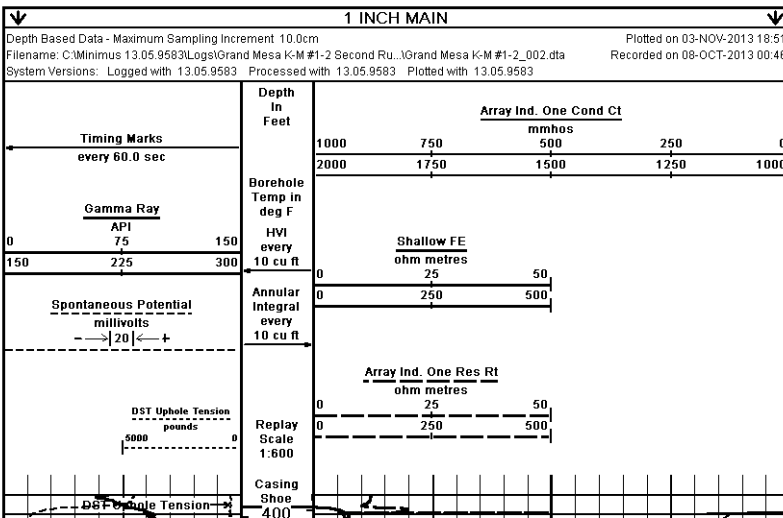 1 INCH MAIN
Depth Based Data - Maximum Sampling Increment 10.0cm
Plotted on 03-NOV-2013 18:51
Filename: C:\Minimus 13.05.9583\Logs\Grand Mesa K-M #1-2 Second Ru...\Grand Mesa K-M #1-2_002.dta
Recorded on 08-OCT-2013 00:46
System Versions: Logged with 13.05.9583 Processed with 13.05.9583 Plotted with 13.05.9583
Timing Marks
every 60.0 sec
Gamma Ray
API
0 75 150
150 225 300
Spontaneous Potential
millivolts
- 20 +
DST Uphole Tension
pounds
5000 0
Depth
In
Feet
Borehole
Temp in
deg F
HVI
every
10 cu ft
Annular
Integral
every
10 cu ft
Replay
Scale
1:600
Casing
Shoe
400
Array Ind. One Cond Ct
mmhos
1000 750 500 250 0
2000 1750 1500 1250 1000
Shallow FE
ohm metres
0 25 50
0 250 500
Array Ind. One Res Rt
ohm metres
0 25 50
0 250 500
DST Uphole Tension